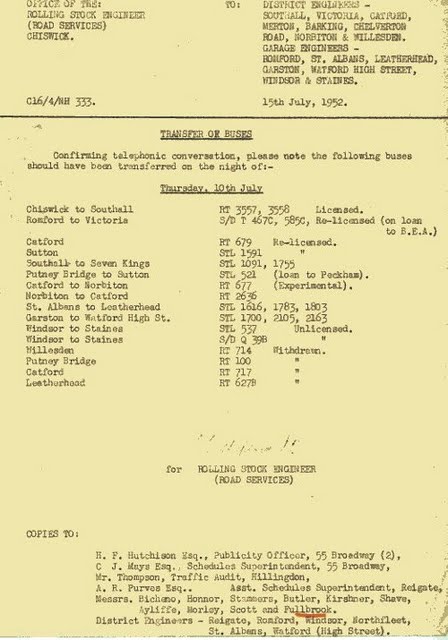 OFFICE OF THE:
ROLLING STOCK ENGINEER
(ROAD SERVICES)
CHISWICK.
TO: DISTRICT ENGINEERS -
SOUTHALL, VICTORIA, CATFORD,
MERTON, BARKING, CHELVERTON
ROAD, NORBITON & WILLESDEN.
GARAGE ENGINEERS -
ROMFORD, ST. ALBANS, LEATHERHEAD,
GARSTON, WATFORD HIGH STREET,
WINDSOR & STAINES.
C16/4/NH 333.
15th July, 1952.
TRANSFER OF BUSES
Confirming telephonic conversation, please note the following buses
should have been transferred on the night of:-
Thursday, 10th July
Chiswick to Southall RT 3557, 3558 Licensed.
Romford to Victoria S/D T 467C, 585C, Re-licensed (on loan
to B.E.A.)
Catford RT 679 Re-licensed.
Sutton STL 1591 "
Southall to Seven Kings STL 1091, 1755
Putney Bridge to Sutton STL 521 (loan to Peckham).
Catford to Norbiton RT 677 (Experimental).
Norbiton to Catford RT 2636
St. Albans to Leatherhead STL 1616, 1783, 1803
Garston to Watford High St. STL 1700, 2105, 2163
Windsor to Staines STL 537 Unlicensed.
Windsor to Staines S/D Q 39B "
Willesden RT 714 Withdrawn.
Putney Bridge RT 100 "
Catford RT 717 "
Leatherhead RT 627B "
for ROLLING STOCK ENGINEER
(ROAD SERVICES)
COPIES TO:
H. F. Hutchison Esq., Publicity Officer, 55 Broadway (2),
C J. Mays Esq., Schedules Superintendent, 55 Broadway,
Mr. Thompson, Traffic Audit, Hillingdon,
A. R. Purves Esq.. Asst. Schedules Superintendent, Reigate,
Messrs. Bicheno, Honnor, Stammers, Butler, Kirshner, Shave,
Ayliffe, Morley, Scott and Fullbrook.
District Engineers - Reigate, Romford, Windsor, Northfleet,
St. Albans, Watford (High Street).